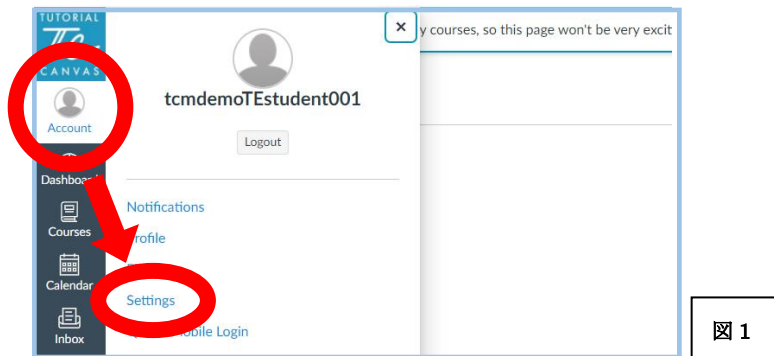 TUTORIAL
TE
CANVAS
Account
Dashboard
Courses
Calendar
Inbox
×
tcmdemoTEstudent001
Logout
Notifications
Profile
Settings
Mobile Login
y courses, so this page won't be very excit
図 1